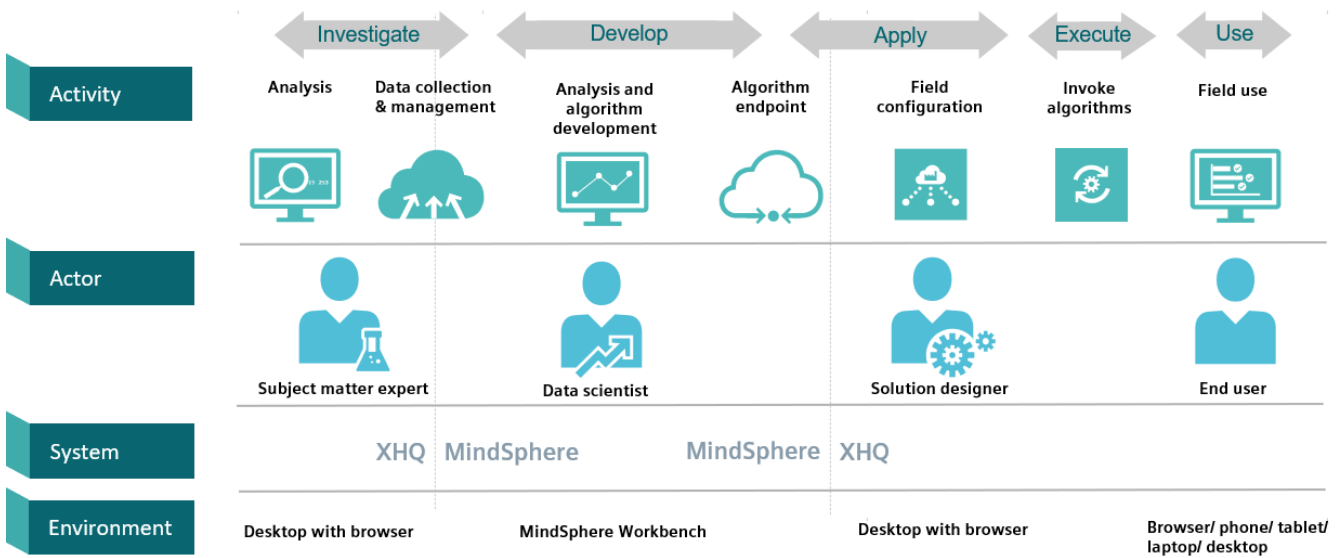 Investigate Develop Apply Execute Use
Activity
Analysis
Data collection
& management
Analysis and
algorithm
development
Algorithm
endpoint
Field
configuration
Invoke
algorithms
Field use
Actor
Subject matter expert
Data scientist
Solution designer
End user
System
XHQ MindSphere MindSphere XHQ
Environment
Desktop with browser
MindSphere Workbench
Desktop with browser
Browser/ phone/ tablet/
laptop/ desktop